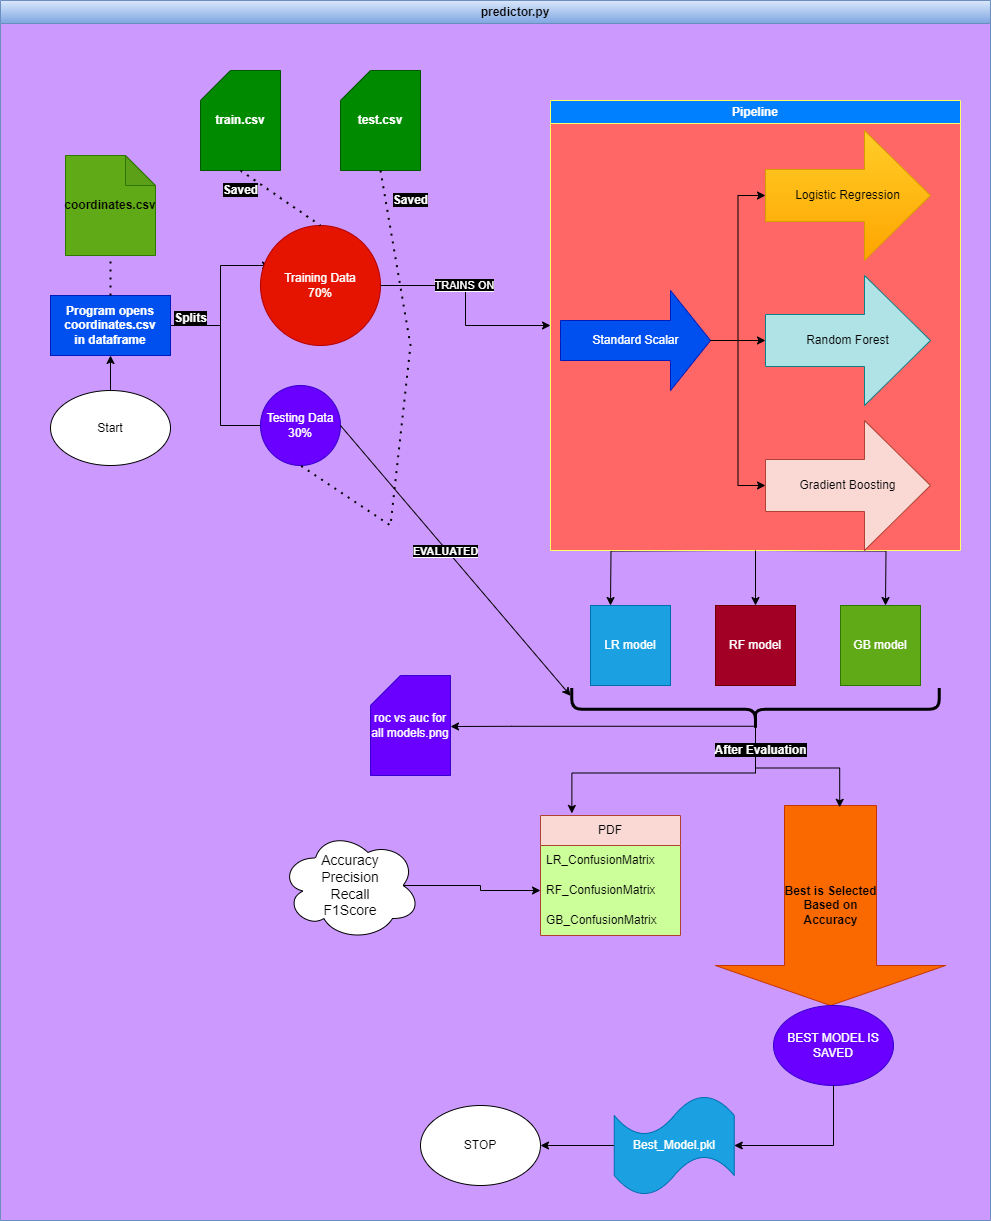 predictor.py
train.csv
test.csv
Pipeline
Saved
Saved
coordinates.csv
Logistic Regression
Training Data
70%
TRAINS ON
Program opens
coordinates.csv
in dataframe
Splits
Standard Scalar
Random Forest
Start
Testing Data
30%
Gradient Boosting
EVALUATED
LR model
RF model
GB model
roc vs auc for
all models.png
After Evaluation
PDF
LR_ConfusionMatrix
RF_ConfusionMatrix
GB_ConfusionMatrix
Accuracy
Precision
Recall
F1Score
Best is Selected
Based on
Accuracy
BEST MODEL IS
SAVED
Best_Model.pkl
STOP